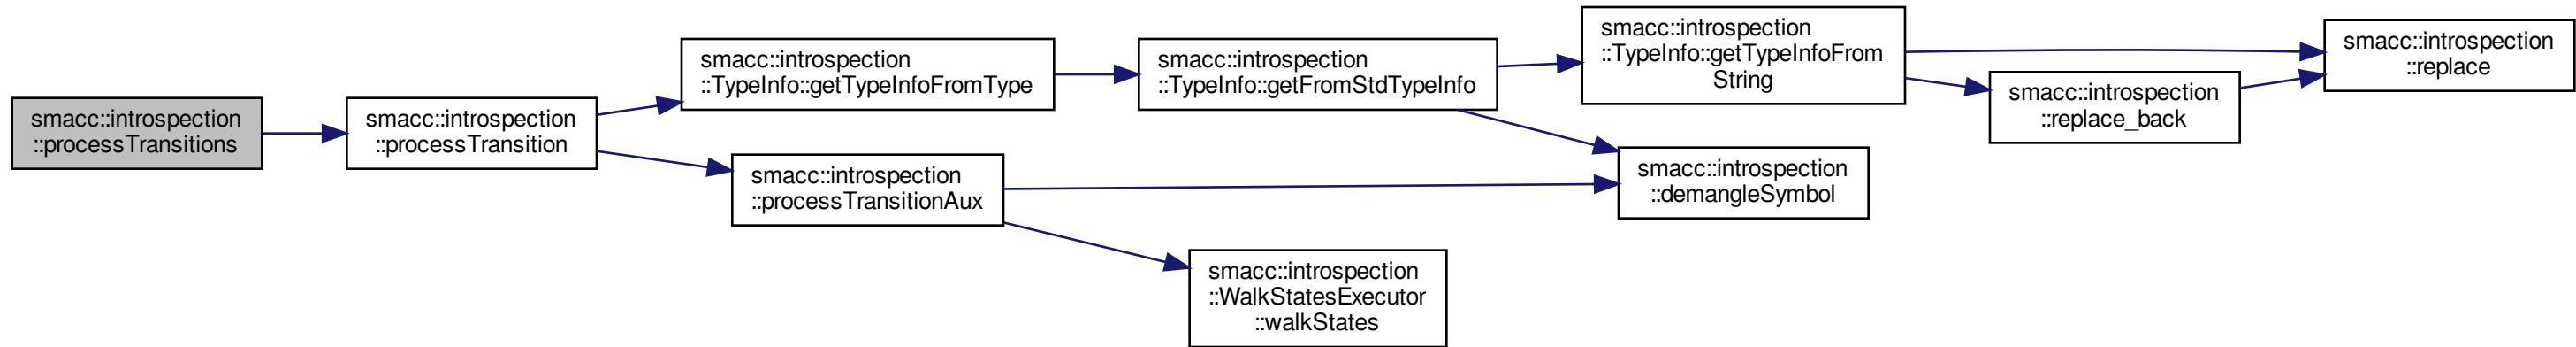 smacc::introspection
::processTransitions
smacc::introspection
::processTransition
smacc::introspection
::TypeInfo::getTypeInfoFromType
smacc::introspection
::processTransitionAux
smacc::introspection
::TypeInfo::getFromStdTypeInfo
smacc::introspection
::WalkStatesExecutor
::walkStates
smacc::introspection
::TypeInfo::getTypeInfoFrom
String
smacc::introspection
::demangleSymbol
smacc::introspection
::replace_back
smacc::introspection
::replace